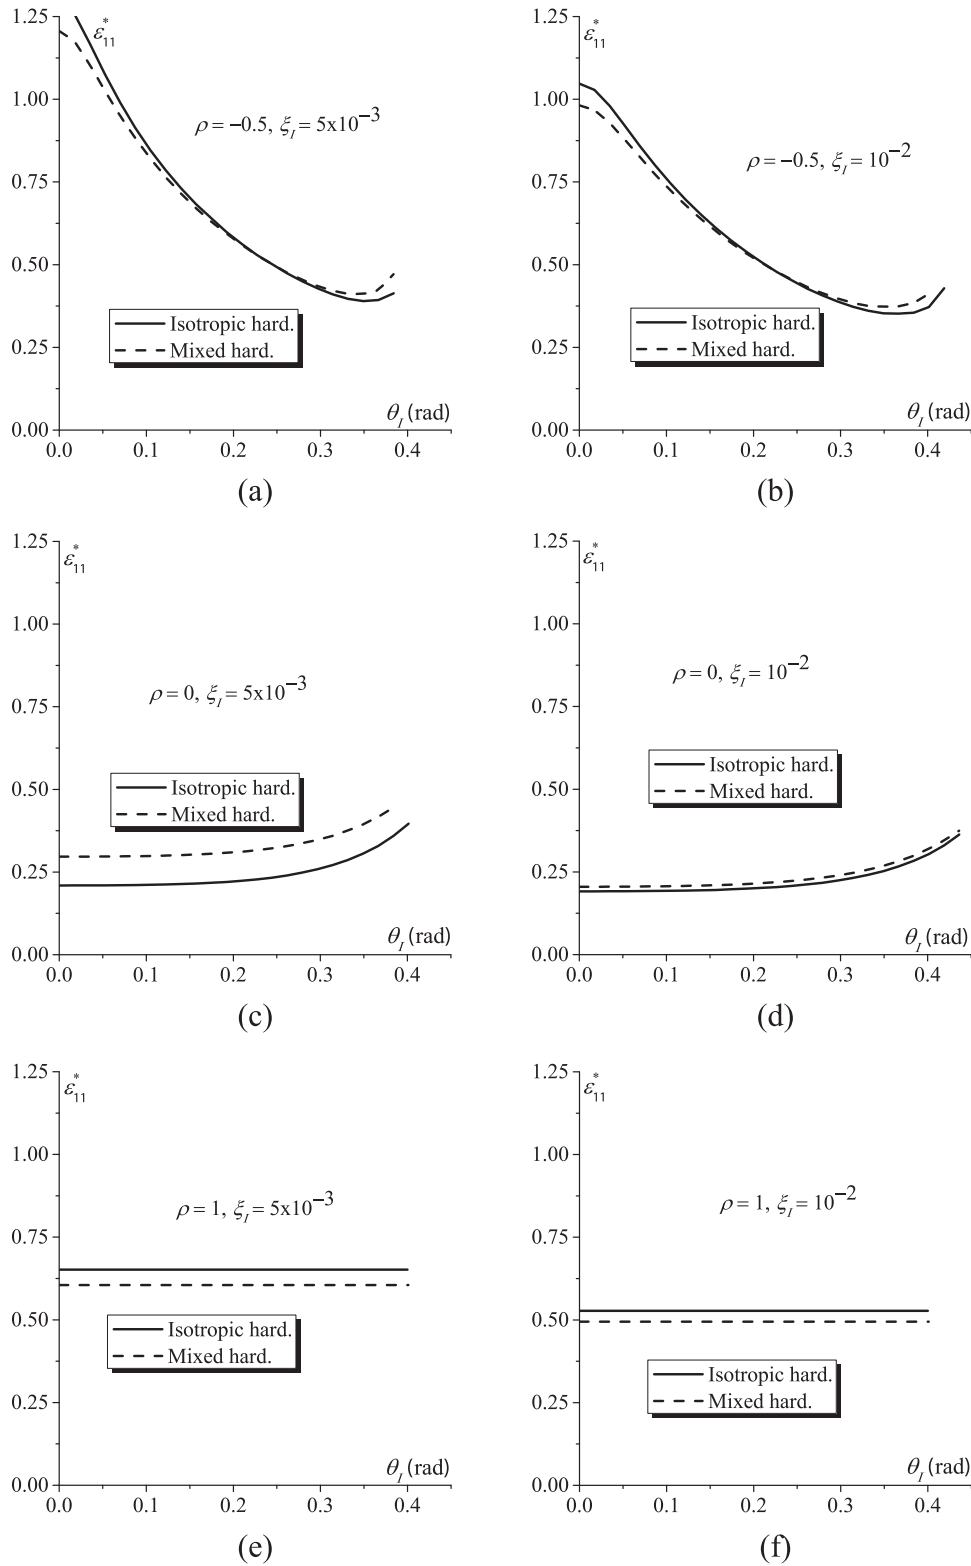 1.25
1.00
0.75
0.50
0.25
0.00
ε*11
ρ = −0.5, ξI = 5x10−3
Isotropic hard.
Mixed hard.
θI (rad)
0.0 0.1 0.2 0.3 0.4
(a)
1.25
1.00
0.75
0.50
0.25
0.00
ε*11
ρ = −0.5, ξI = 10−2
Isotropic hard.
Mixed hard.
θI (rad)
0.0 0.1 0.2 0.3 0.4
(b)
1.25
1.00
0.75
0.50
0.25
0.00
ε*11
ρ = 0, ξI = 5x10−3
Isotropic hard.
Mixed hard.
θI (rad)
0.0 0.1 0.2 0.3 0.4
(c)
1.25
1.00
0.75
0.50
0.25
0.00
ε*11
ρ = 0, ξI = 10−2
Isotropic hard.
Mixed hard.
θI (rad)
0.0 0.1 0.2 0.3 0.4
(d)
1.25
1.00
0.75
0.50
0.25
0.00
ε*11
ρ = 1, ξI = 5x10−3
Isotropic hard.
Mixed hard.
θI (rad)
0.0 0.1 0.2 0.3 0.4
(e)
1.25
1.00
0.75
0.50
0.25
0.00
ε*11
ρ = 1, ξI = 10−2
Isotropic hard.
Mixed hard.
θI (rad)
0.0 0.1 0.2 0.3 0.4
(f)